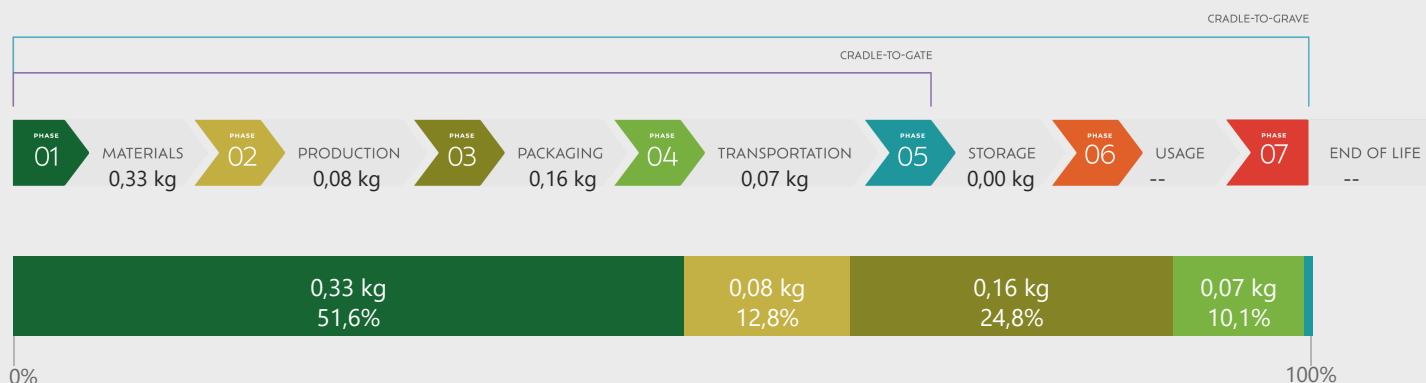 CRADLE-TO-GRAVE
CRADLE-TO-GATE
PHASE
01
MATERIALS
0,33 kg
PHASE
02
PRODUCTION
0,08 kg
PHASE
03
PACKAGING
0,16 kg
PHASE
04
TRANSPORTATION
0,07 kg
PHASE
05
STORAGE
0,00 kg
PHASE
06
USAGE
--
PHASE
07
END OF LIFE
--
0,33 kg
51,6%
0,08 kg
12,8%
0,16 kg
24,8%
0,07 kg
10,1%
0%
100%